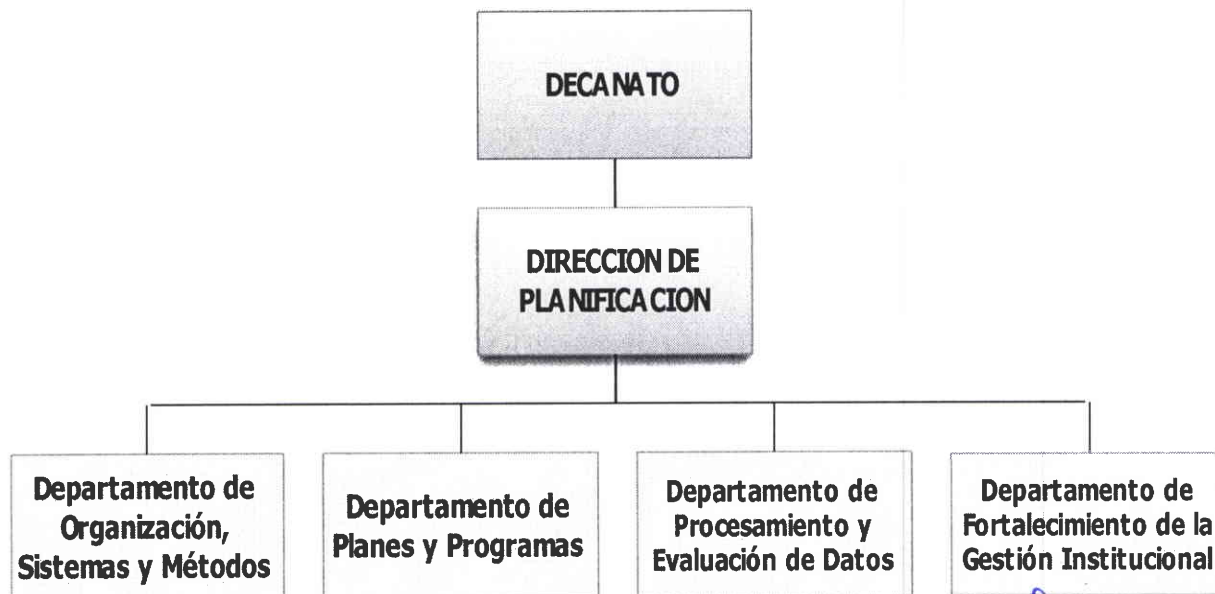 DECANATO
DIRECCION DE
PLANIFICACION
Departamento de
Organización,
Sistemas y Métodos
Departamento de
Planes y Programas
Departamento de
Procesamiento y
Evaluación de Datos
Departamento de
Fortalecimiento de la
Gestión Institucional